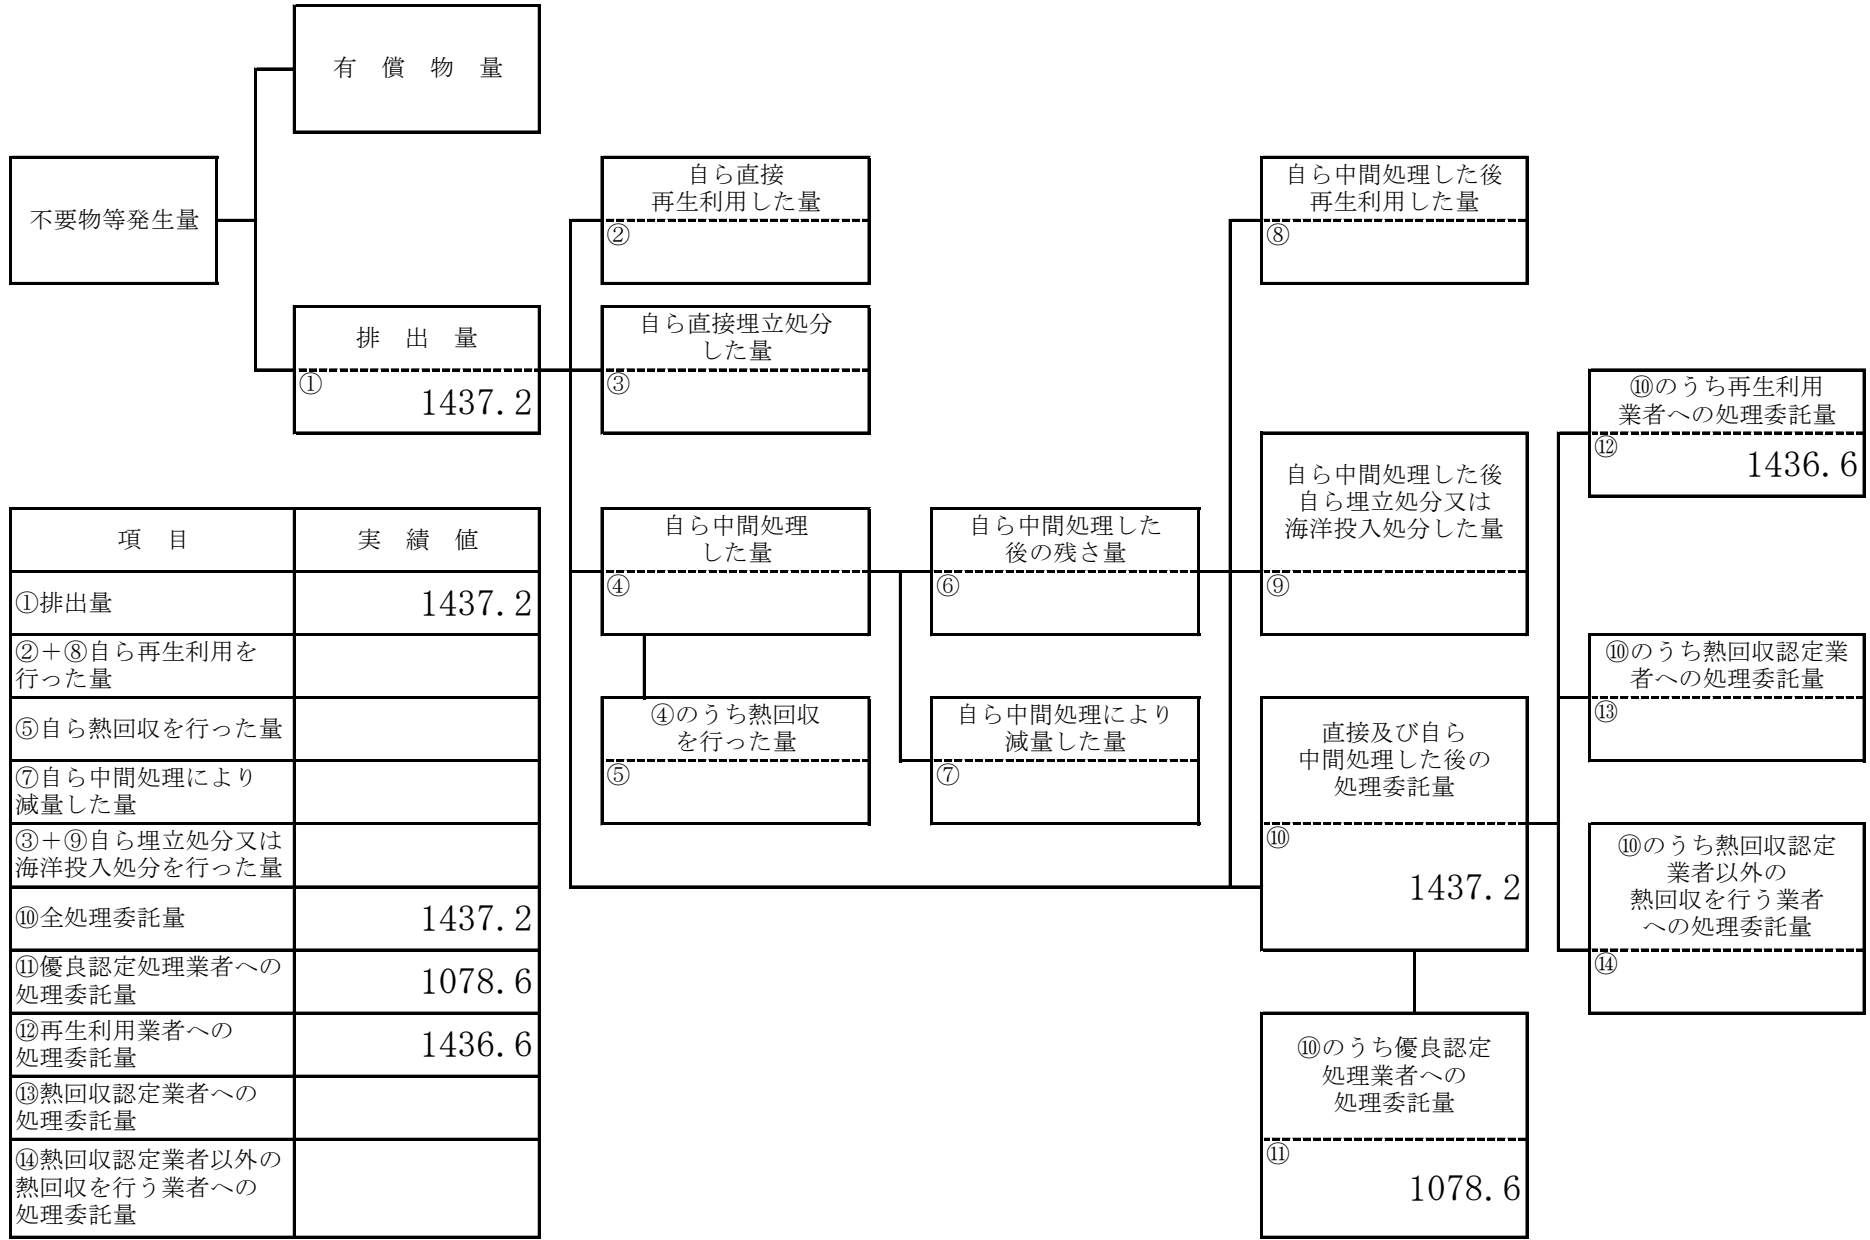 有　償　物　量
不要物等発生量
排　出　量
①
1437.2
自ら直接
再生利用した量
②
自ら直接埋立処分
した量
③
自ら中間処理
した量
④
④のうち熱回収
を行った量
⑤
自ら中間処理した
後の残さ量
⑥
自ら中間処理により
減量した量
⑦
自ら中間処理した後
再生利用した量
⑧
自ら中間処理した後
自ら埋立処分又は
海洋投入処分した量
⑨
直接及び自ら
中間処理した後の
処理委託量
⑩
1437.2
⑩のうち優良認定
処理業者への
処理委託量
⑪
1078.6
⑩のうち再生利用
業者への処理委託量
⑫
1436.6
⑩のうち熱回収認定業
者への処理委託量
⑬
⑩のうち熱回収認定
業者以外の
熱回収を行う業者
への処理委託量
⑭
項　目　実　績　値
①排出量 1437.2
②＋⑧自ら再生利用を
行った量
⑤自ら熱回収を行った量
⑦自ら中間処理により
減量した量
③＋⑨自ら埋立処分又は
海洋投入処分を行った量
⑩全処理委託量 1437.2
⑪優良認定処理業者への
処理委託量
1078.6
⑫再生利用業者への
処理委託量
1436.6
⑬熱回収認定業者への
処理委託量
⑭熱回収認定業者以外の
熱回収を行う業者への
処理委託量